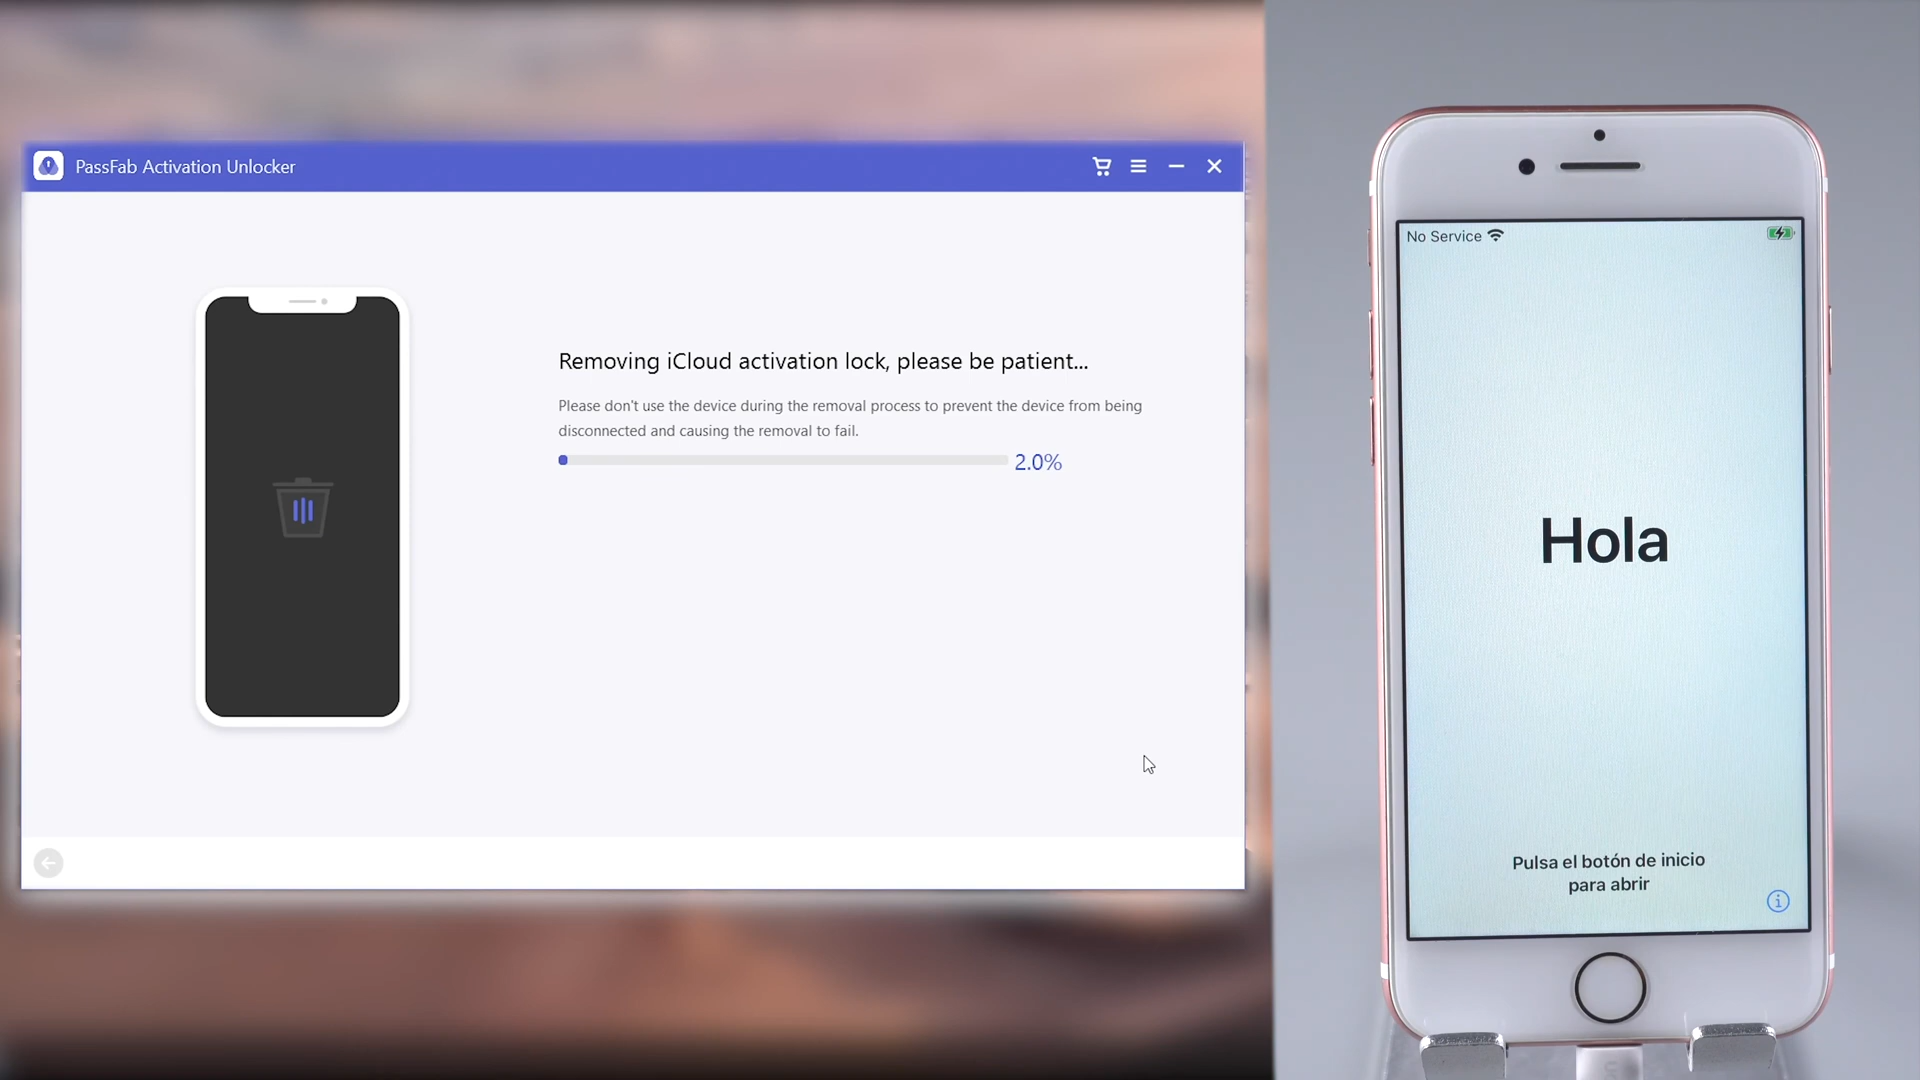 PassFab Activation Unlocker
Removing iCloud activation lock, please be patient...
Please don't use the device during the removal process to prevent the device from being
disconnected and causing the removal to fail.
2.0%
No Service
Hola
Pulsa el botón de inicio
para abrir